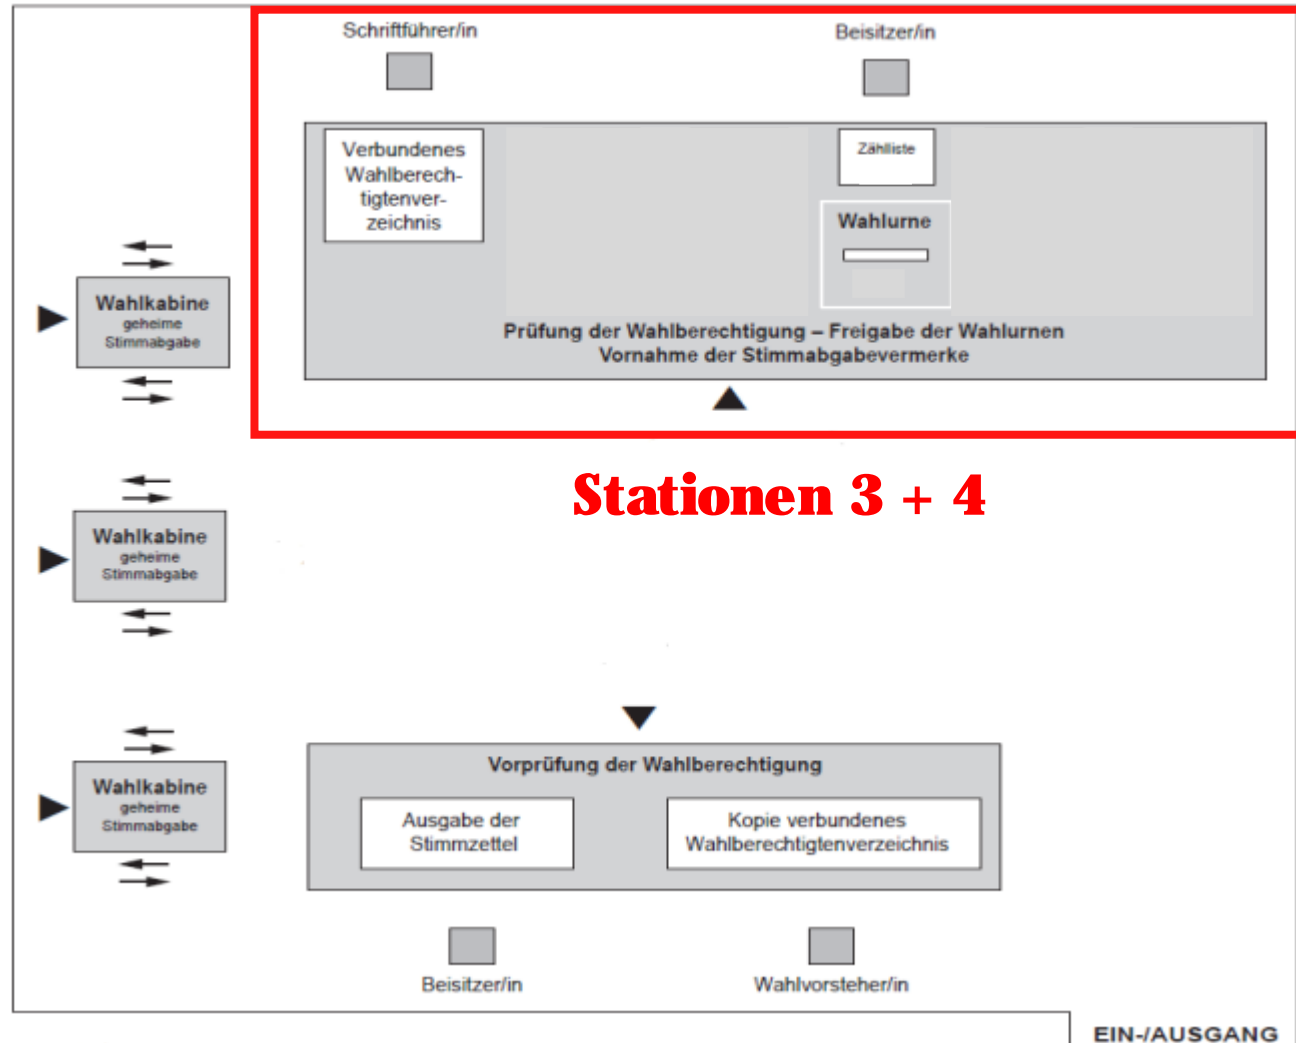 Schriftführer/in
Beisitzer/in
Verbundenes
Wahlberech-
tigtenver-
zeichnis
Zählliste
Wahlurne
Prüfung der Wahlberechtigung – Freigabe der Wahlurnen
Vornahme der Stimmabgabevermerke
Wahlkabine
geheime
Stimmabgabe
Stationen 3 + 4
Wahlkabine
geheime
Stimmabgabe
Wahlkabine
geheime
Stimmabgabe
Vorprüfung der Wahlberechtigung
Ausgabe der
Stimmzettel
Kopie verbundenes
Wahlberechtigtenverzeichnis
Beisitzer/in
Wahlvorsteher/in
EIN-/AUSGANG